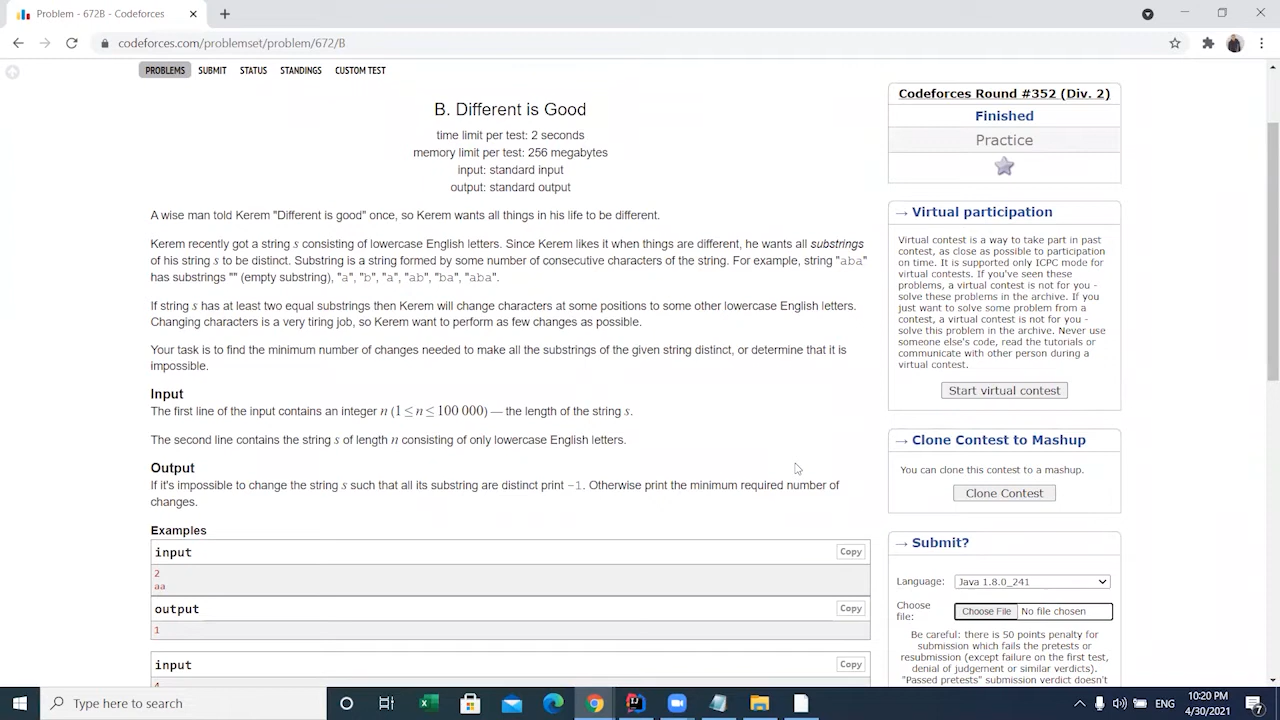 Problem - 672B - Codeforces
codeforces.com/problemset/problem/672/B
PROBLEMS SUBMIT STATUS STANDINGS CUSTOM TEST
B. Different is Good
time limit per test: 2 seconds
memory limit per test: 256 megabytes
input: standard input
output: standard output
A wise man told Kerem "Different is good" once, so Kerem wants all things in his life to be different.
Kerem recently got a string s consisting of lowercase English letters. Since Kerem likes it when things are different, he wants all substrings
of his string s to be distinct. Substring is a string formed by some number of consecutive characters of the string. For example, string "aba"
has substrings "" (empty substring), "a", "b", "a", "ab", "ba", "aba".
If string s has at least two equal substrings then Kerem will change characters at some positions to some other lowercase English letters.
Changing characters is a very tiring job, so Kerem want to perform as few changes as possible.
Your task is to find the minimum number of changes needed to make all the substrings of the given string distinct, or determine that it is
impossible.
Input
The first line of the input contains an integer n (1 ≤ n ≤ 100 000) — the length of the string s.
The second line contains the string s of length n consisting of only lowercase English letters.
Output
If it's impossible to change the string s such that all its substring are distinct print -1. Otherwise print the minimum required number of
changes.
Examples
input
Copy
2
aa
output
Copy
1
input
Copy
4
Codeforces Round #352 (Div. 2)
Finished
Practice
→ Virtual participation
Virtual contest is a way to take part in past
contest, as close as possible to participation
on time. It is supported only ICPC mode for
virtual contests. If you've seen these
problems, a virtual contest is not for you -
solve these problems in the archive. If you
just want to solve some problem from a
contest, a virtual contest is not for you -
solve this problem in the archive. Never use
someone else's code, read the tutorials or
communicate with other person during a
virtual contest.
Start virtual contest
→ Clone Contest to Mashup
You can clone this contest to a mashup.
Clone Contest
→ Submit?
Language: Java 1.8.0_241
Choose
file: Choose File No file chosen
Be careful: there is 50 points penalty for
submission which fails the pretests or
resubmission (except failure on the first test,
denial of judgement or similar verdicts).
"Passed pretests" submission verdict doesn't
Type here to search
ENG
10:20 PM
4/30/2021
7